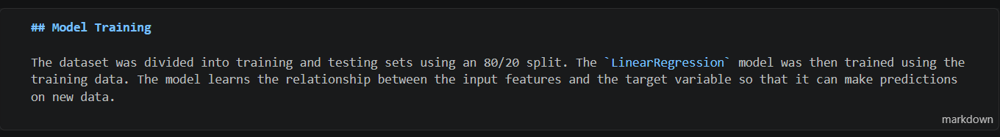 ## Model Training
The dataset was divided into training and testing sets using an 80/20 split. The `LinearRegression` model was then trained using the
training data. The model learns the relationship between the input features and the target variable so that it can make predictions
on new data.
markdown